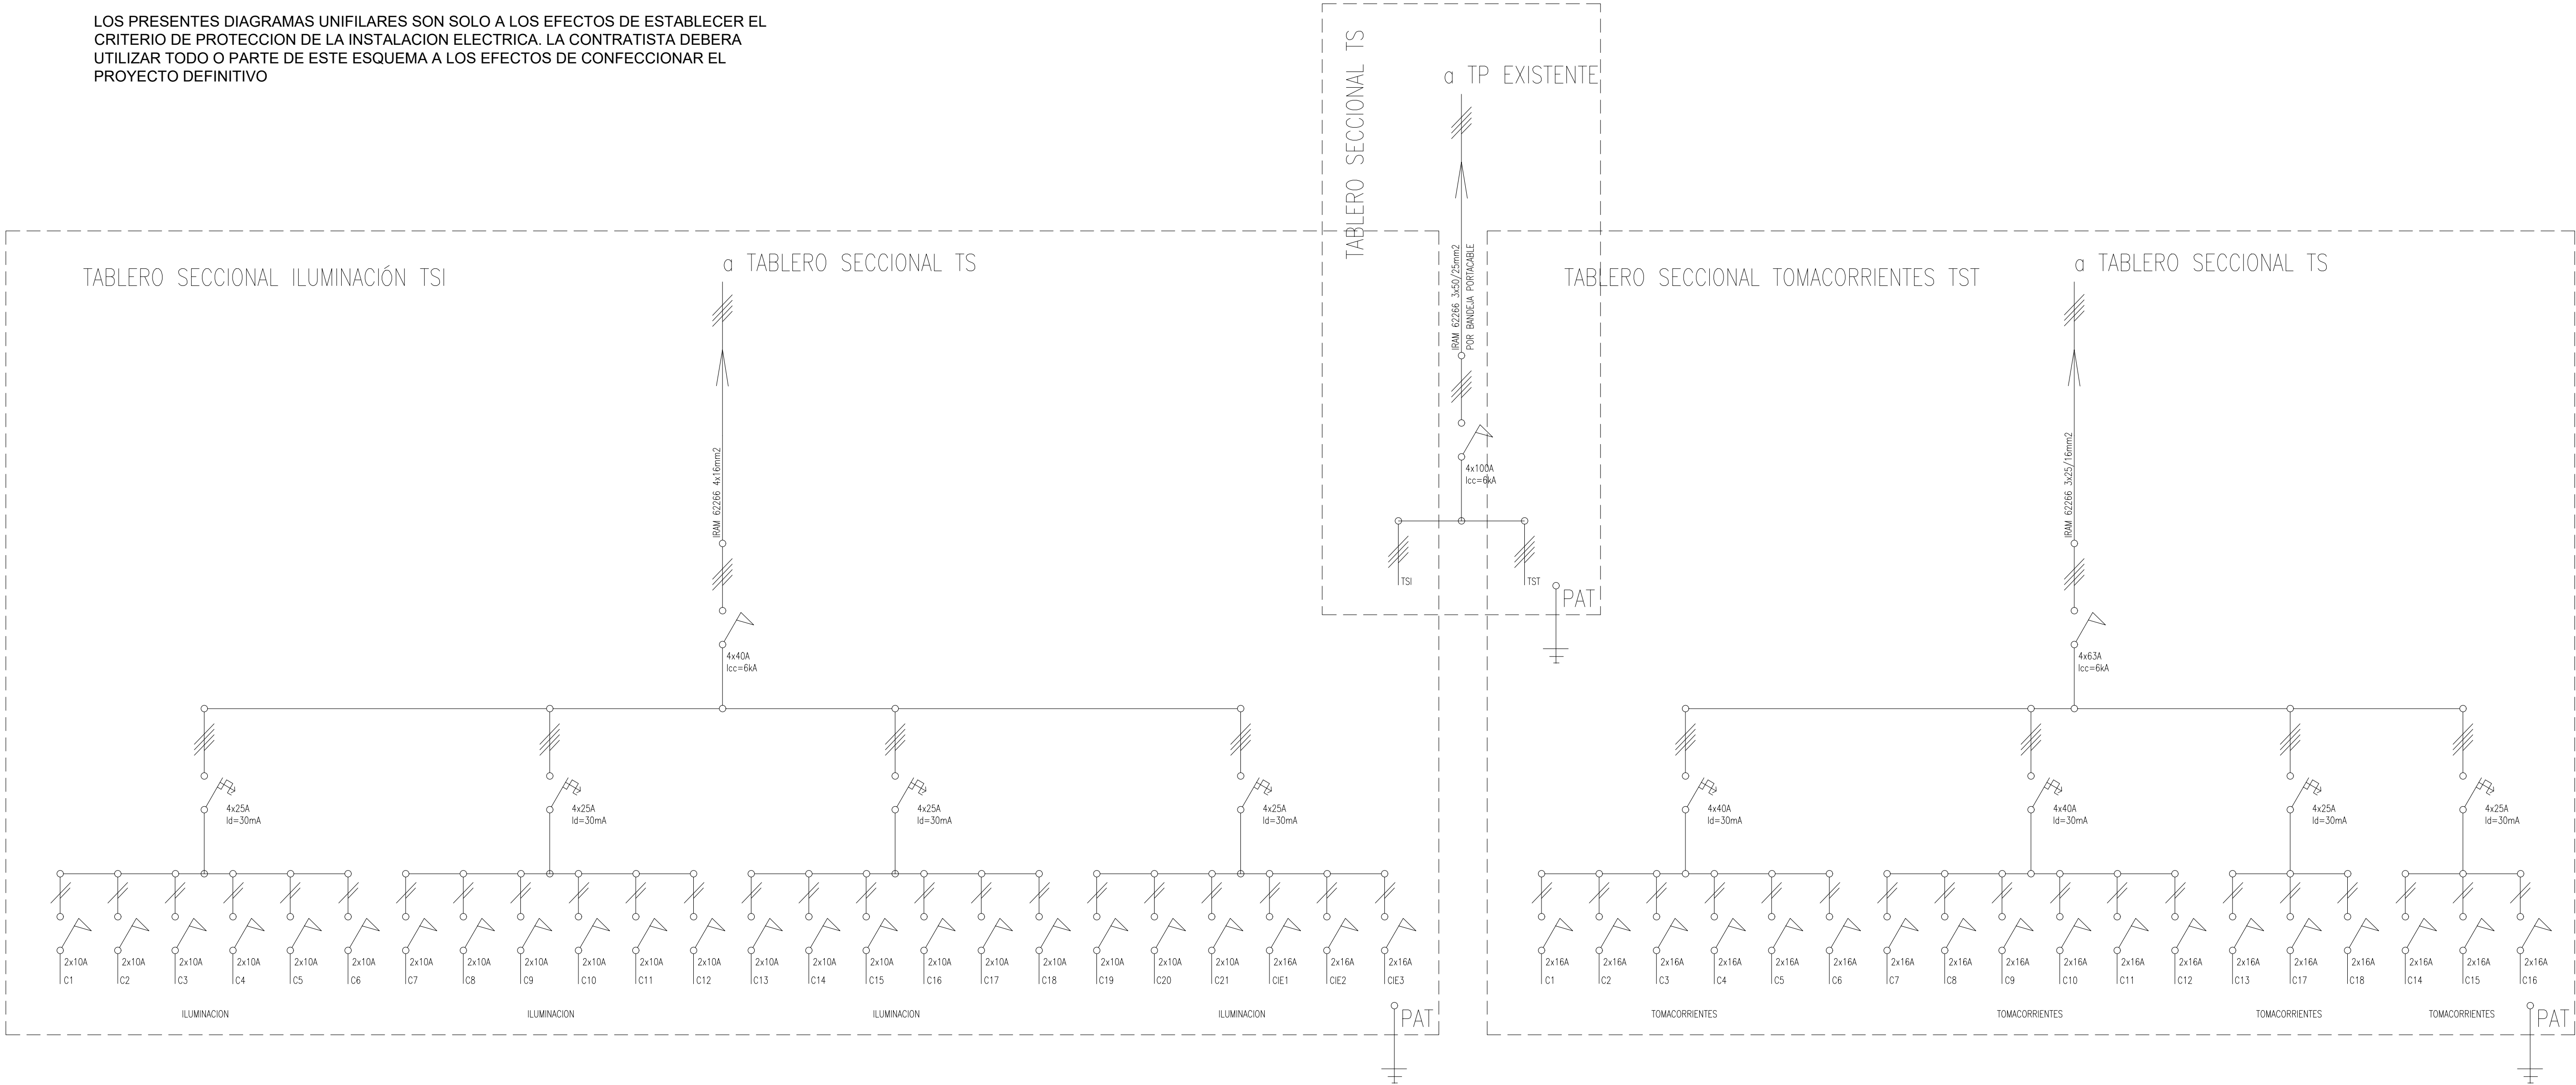 LOS PRESENTES DIAGRAMAS UNIFILARES SON SOLO A LOS EFECTOS DE ESTABLECER EL
CRITERIO DE PROTECCION DE LA INSTALACION ELECTRICA. LA CONTRATISTA DEBERA
UTILIZAR TODO O PARTE DE ESTE ESQUEMA A LOS EFECTOS DE CONFECCIONAR EL
PROYECTO DEFINITIVO
TABLERO SECCIONAL TS
a TP EXISTENTE
IRAM 62266 3x50/25mm2
POR BANDEJA PORTACABLE
4x100A
Icc=6kA
TSI
TST
PAT
TABLERO SECCIONAL ILUMINACIÓN TSI
a TABLERO SECCIONAL TS
IRAM 62266 4x16mm2
4x40A
Icc=6kA
4x25A
Id=30mA
4x25A
Id=30mA
4x25A
Id=30mA
4x25A
Id=30mA
2x10A 2x10A 2x10A 2x10A 2x10A 2x10A 2x10A 2x10A 2x10A 2x10A 2x10A 2x10A 2x10A 2x10A 2x10A 2x10A 2x10A 2x10A 2x10A 2x10A 2x10A 2x16A 2x16A 2x16A
C1 C2 C3 C4 C5 C6 C7 C8 C9 C10 C11 C12 C13 C14 C15 C16 C17 C18 C19 C20 C21 CIE1 CIE2 CIE3
ILUMINACION ILUMINACION ILUMINACION ILUMINACION
PAT
TABLERO SECCIONAL TOMACORRIENTES TST
a TABLERO SECCIONAL TS
IRAM 62266 3x25/16mm2
4x63A
Icc=6kA
4x40A
Id=30mA
4x40A
Id=30mA
4x25A
Id=30mA
4x25A
Id=30mA
2x16A 2x16A 2x16A 2x16A 2x16A 2x16A 2x16A 2x16A 2x16A 2x16A 2x16A 2x16A 2x16A 2x16A 2x16A 2x16A 2x16A 2x16A
C1 C2 C3 C4 C5 C6 C7 C8 C9 C10 C11 C12 C13 C17 C18 C14 C15 C16
TOMACORRIENTES TOMACORRIENTES TOMACORRIENTES TOMACORRIENTES
PAT